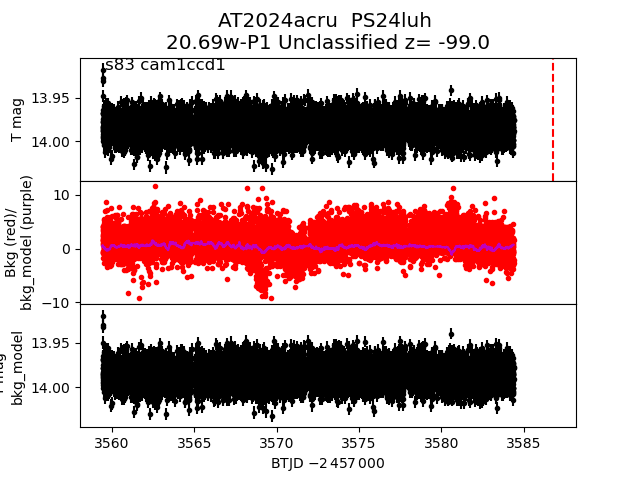 AT2024acru  PS24luh
20.69w-P1 Unclassified z= -99.0
s83 cam1ccd1
T mag
13.95
14.00
Bkg (red)/
bkg_model (purple)
10
0
−10
bkg_model
13.95
14.00
3560 3565 3570 3575 3580 3585
BTJD −2 457 000